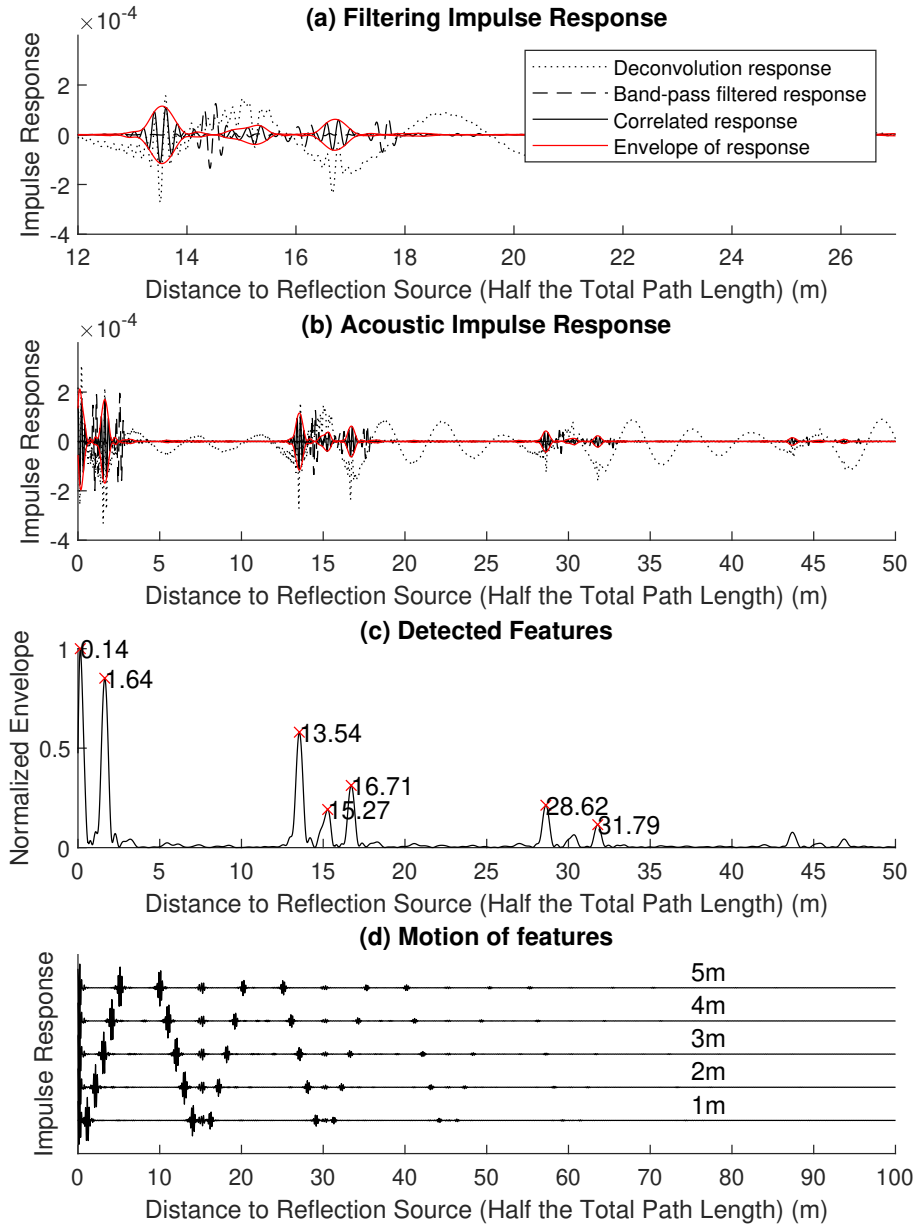 (a) Filtering Impulse Response
×10-4
Impulse Response
2
0
-2
-4
Deconvolution response
Band-pass filtered response
Correlated response
Envelope of response
12 14 16 18 20 22 24 26
Distance to Reflection Source (Half the Total Path Length) (m)
(b) Acoustic Impulse Response
×10-4
Impulse Response
2
0
-2
-4
0 5 10 15 20 25 30 35 40 45 50
Distance to Reflection Source (Half the Total Path Length) (m)
(c) Detected Features
Normalized Envelope
1
0.5
0
0.14
1.64
13.54
16.71
15.27
28.62
31.79
0 5 10 15 20 25 30 35 40 45 50
Distance to Reflection Source (Half the Total Path Length) (m)
(d) Motion of features
Impulse Response
5m
4m
3m
2m
1m
0 10 20 30 40 50 60 70 80 90 100
Distance to Reflection Source (Half the Total Path Length) (m)